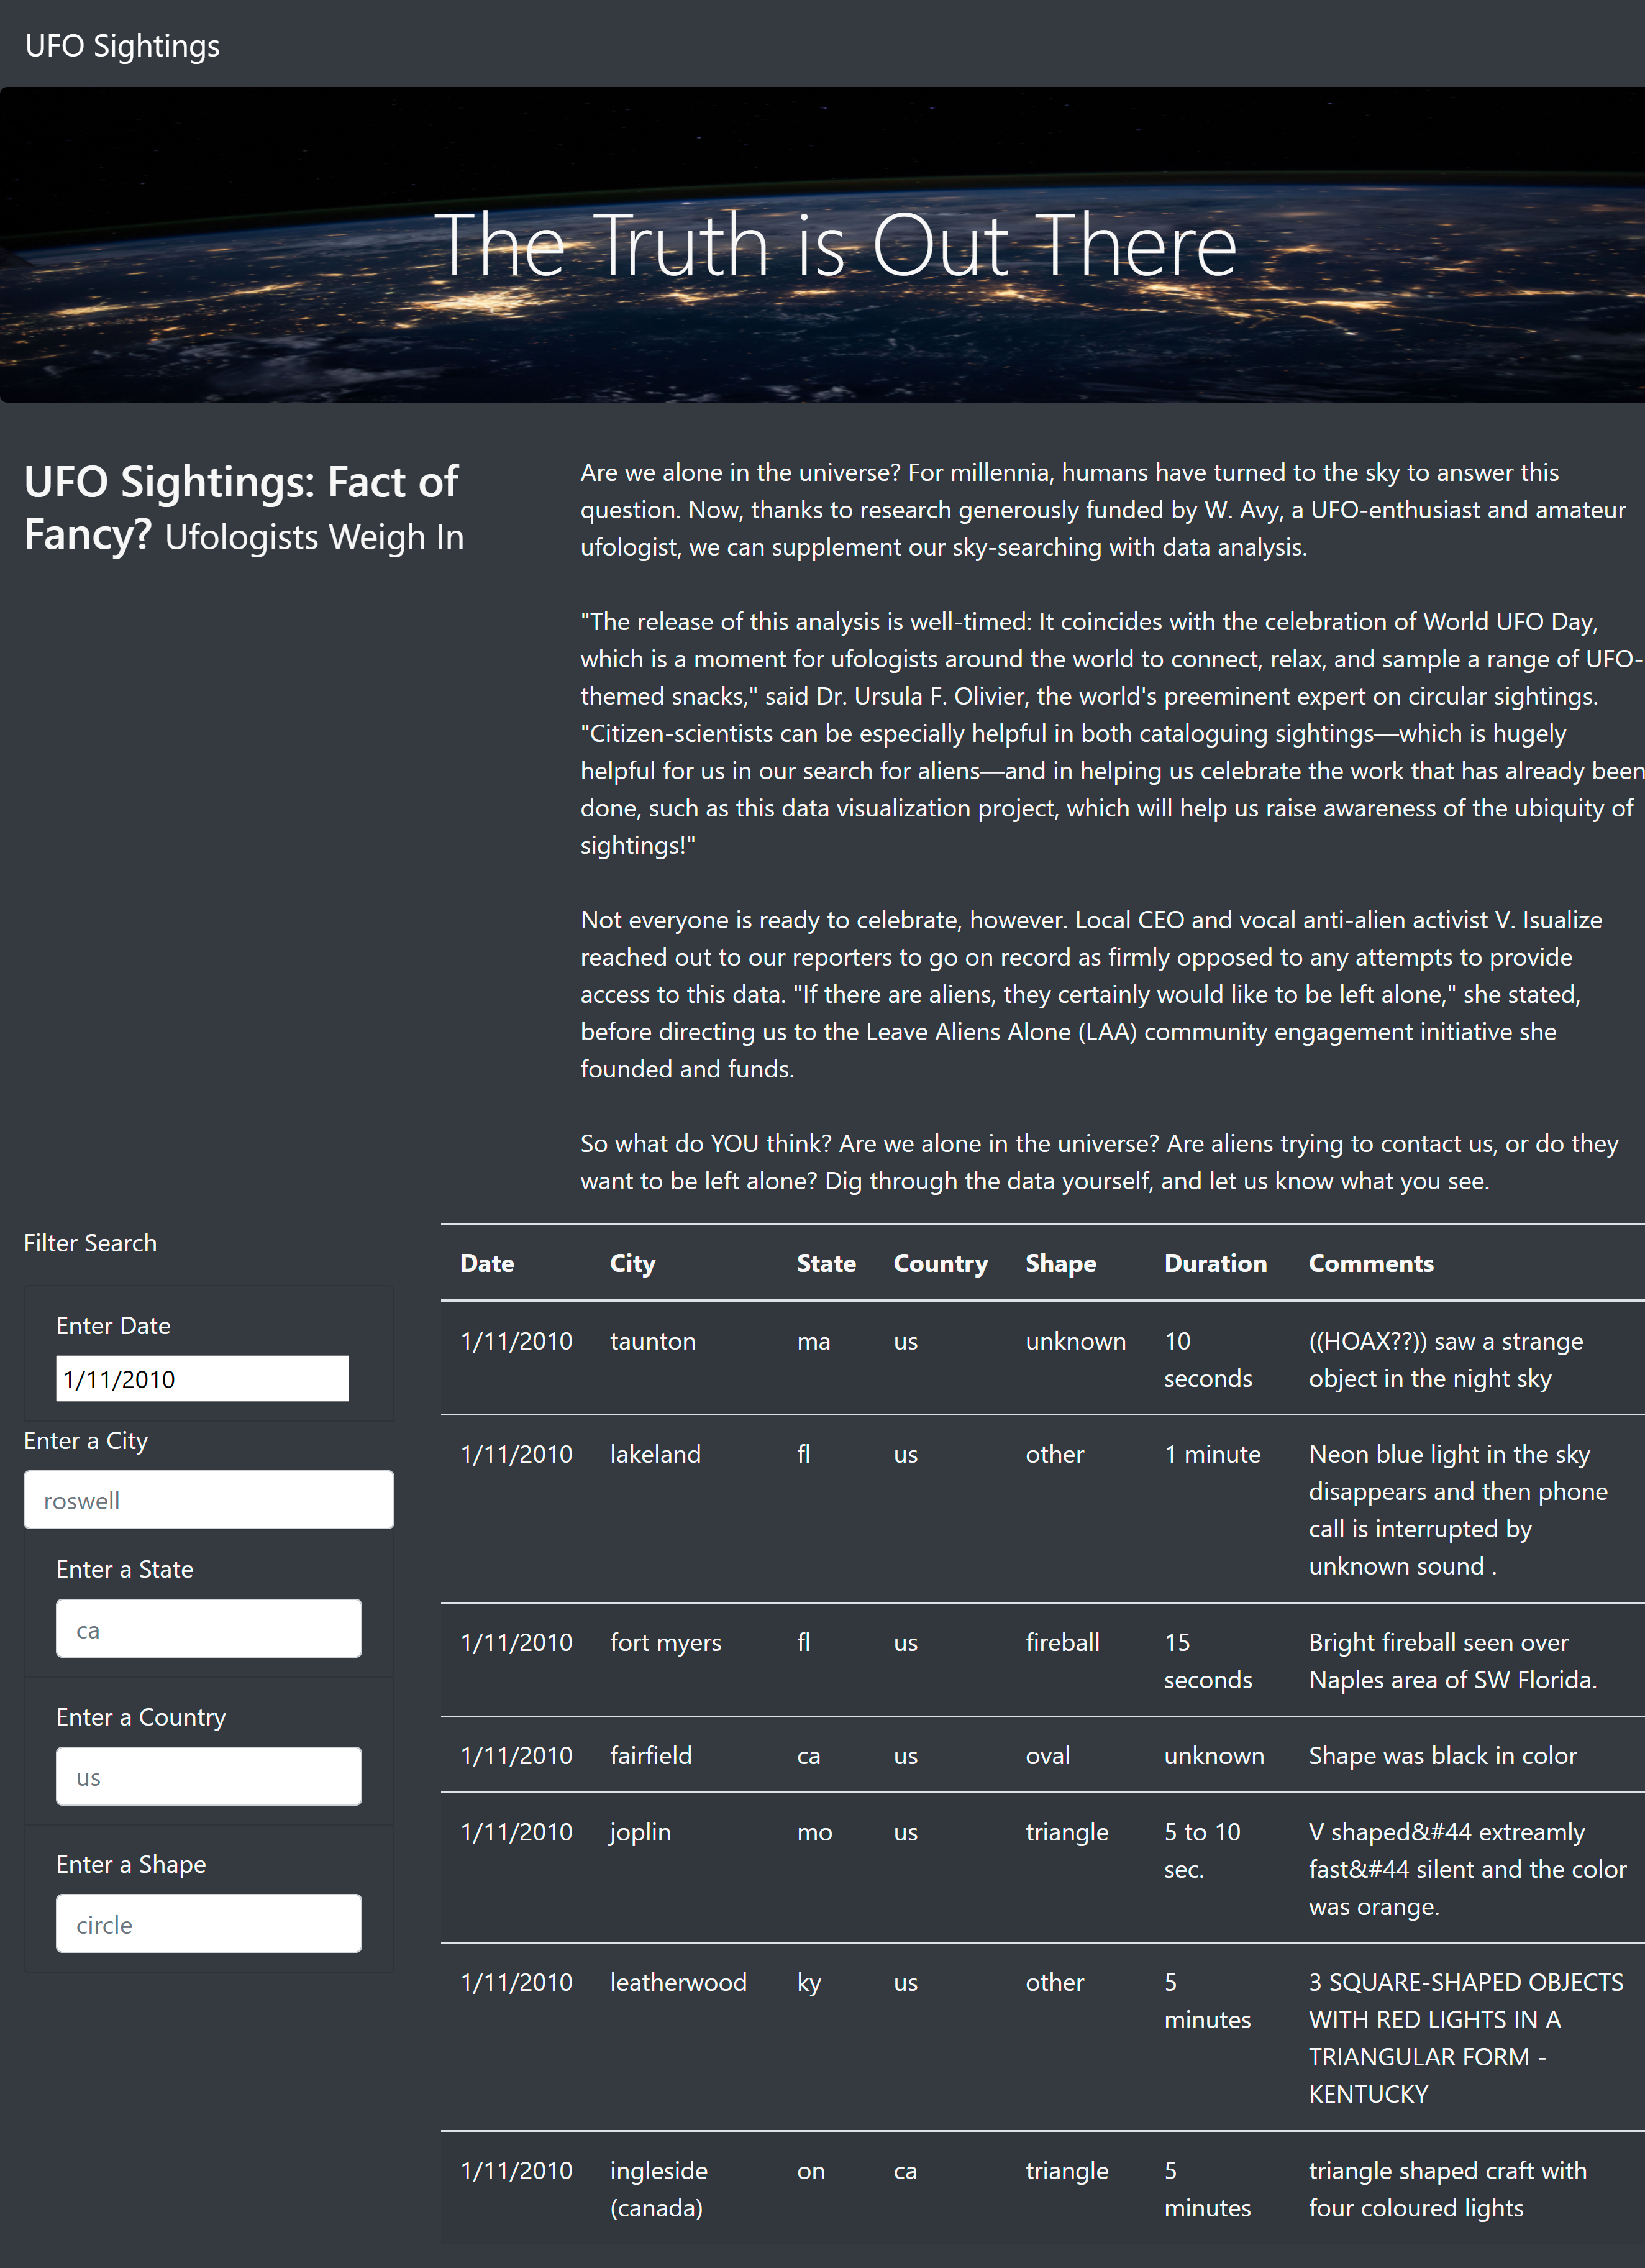 UFO Sightings
The Truth is Out There
UFO Sightings: Fact of
Fancy? Ufologists Weigh In
Are we alone in the universe? For millennia, humans have turned to the sky to answer this
question. Now, thanks to research generously funded by W. Avy, a UFO-enthusiast and amateur
ufologist, we can supplement our sky-searching with data analysis.
"The release of this analysis is well-timed: It coincides with the celebration of World UFO Day,
which is a moment for ufologists around the world to connect, relax, and sample a range of UFO-
themed snacks," said Dr. Ursula F. Olivier, the world's preeminent expert on circular sightings.
"Citizen-scientists can be especially helpful in both cataloguing sightings—which is hugely
helpful for us in our search for aliens—and in helping us celebrate the work that has already been
done, such as this data visualization project, which will help us raise awareness of the ubiquity of
sightings!"
Not everyone is ready to celebrate, however. Local CEO and vocal anti-alien activist V. Isualize
reached out to our reporters to go on record as firmly opposed to any attempts to provide
access to this data. "If there are aliens, they certainly would like to be left alone," she stated,
before directing us to the Leave Aliens Alone (LAA) community engagement initiative she
founded and funds.
So what do YOU think? Are we alone in the universe? Are aliens trying to contact us, or do they
want to be left alone? Dig through the data yourself, and let us know what you see.
Filter Search
Enter Date
1/11/2010
Enter a City
roswell
Enter a State
ca
Enter a Country
us
Enter a Shape
circle
Date City State Country Shape Duration Comments
1/11/2010 taunton ma us unknown 10 ((HOAX??)) saw a strange
seconds object in the night sky
1/11/2010 lakeland fl us other 1 minute Neon blue light in the sky
disappears and then phone
call is interrupted by
unknown sound .
1/11/2010 fort myers fl us fireball 15 Bright fireball seen over
seconds Naples area of SW Florida.
1/11/2010 fairfield ca us oval unknown Shape was black in color
1/11/2010 joplin mo us triangle 5 to 10 V shaped&#44 extreamly
sec. fast&#44 silent and the color
was orange.
1/11/2010 leatherwood ky us other 5 3 SQUARE-SHAPED OBJECTS
minutes WITH RED LIGHTS IN A
TRIANGULAR FORM -
KENTUCKY
1/11/2010 ingleside on ca triangle 5 triangle shaped craft with
(canada) minutes four coloured lights